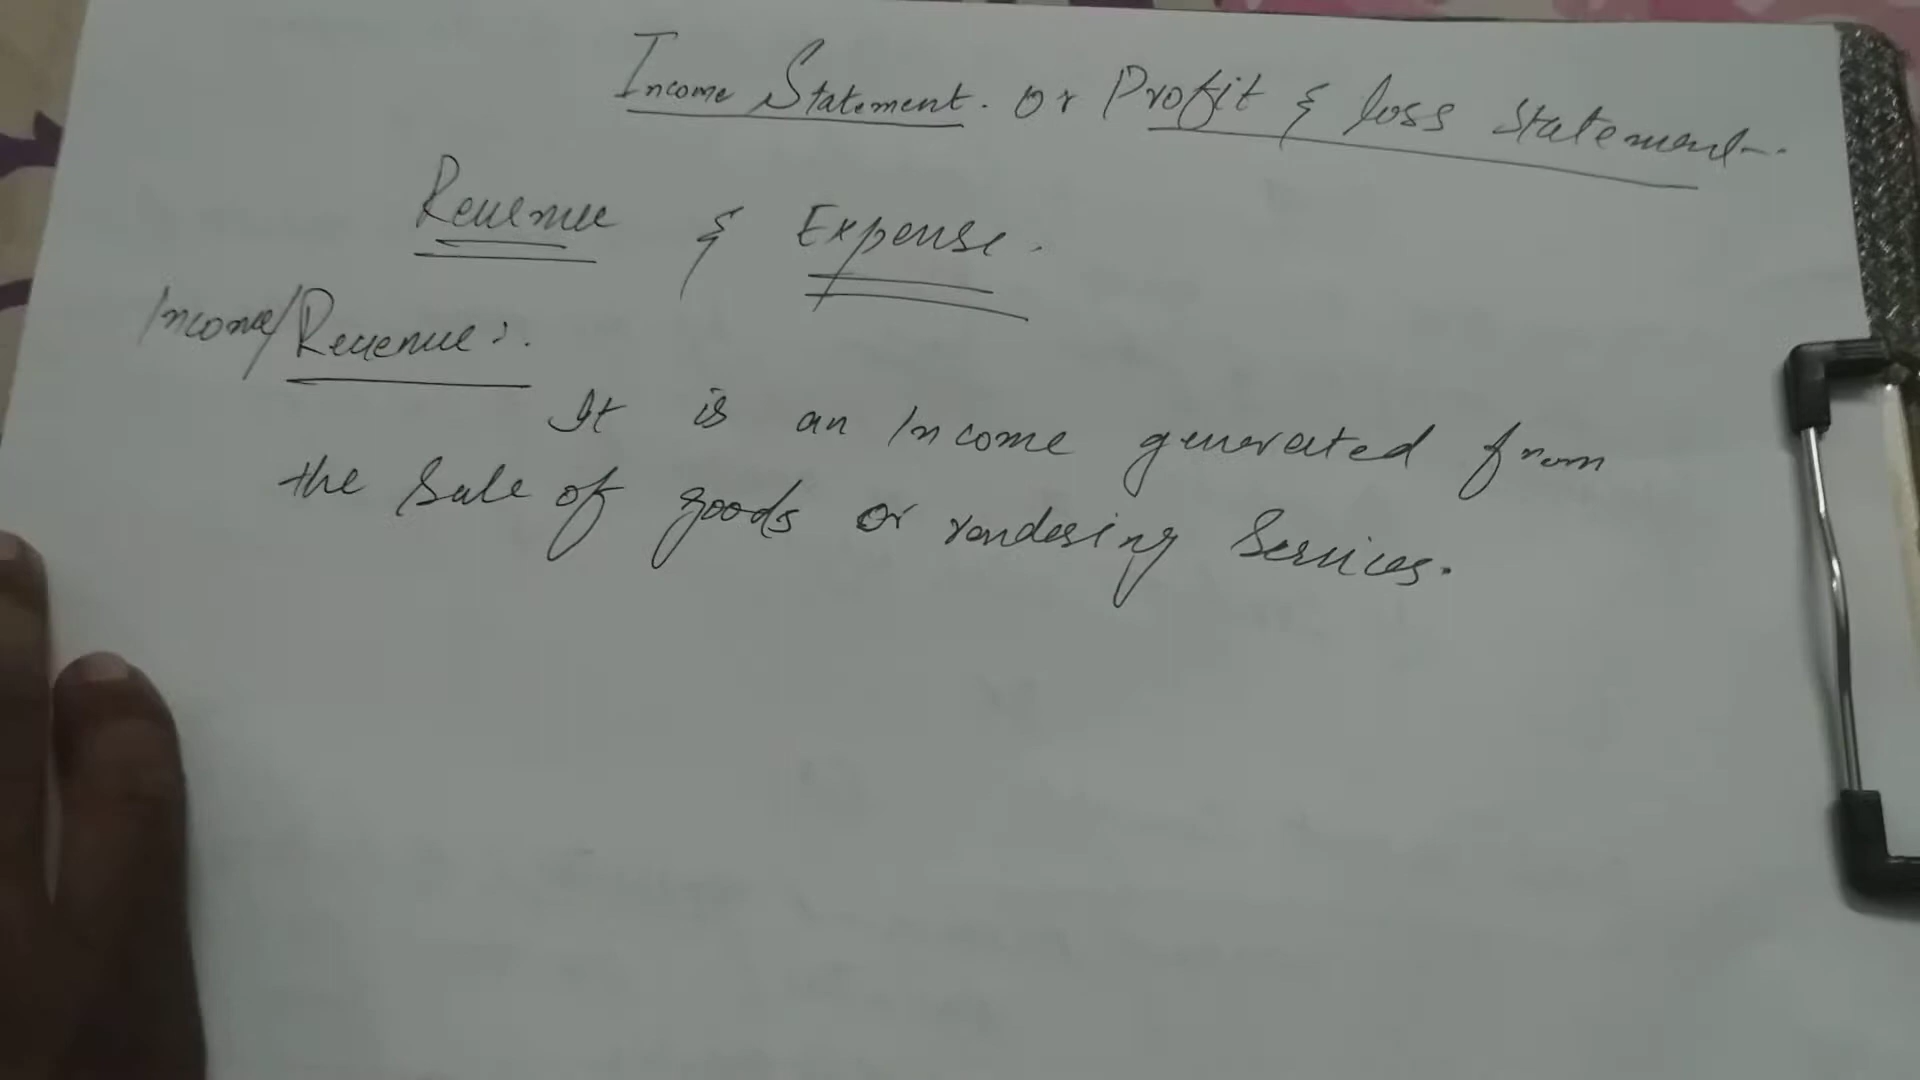 Income Statement. or Profit & loss statement..
Revenue & Expense.
Income/Revenue:.
It is an Income generated from
the Sale of goods or rendering Services.